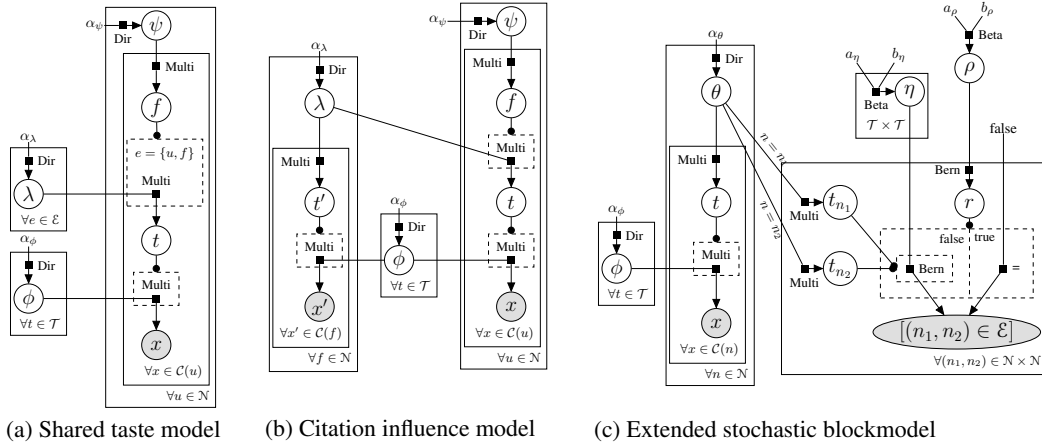 α_ψ
Dir
ψ
Multi
f
e = {u, f}
α_λ
Dir
λ
∀e ∈ ℰ
Multi
t
α_ϕ
Dir
ϕ
∀t ∈ 𝒯
Multi
x
∀x ∈ 𝒞(u)
∀u ∈ 𝒩
(a) Shared taste model
α_λ
Dir
λ
Multi
t′
Multi
x′
∀x′ ∈ 𝒞(f)
∀f ∈ 𝒩
α_ϕ
ϕ
∀t ∈ 𝒯
α_ψ
Dir
ψ
Multi
f
Multi
t
Multi
x
∀x ∈ 𝒞(u)
∀u ∈ 𝒩
(b) Citation influence model
α_θ
Dir
θ
Multi
t
Multi
x
∀x ∈ 𝒞(n)
∀n ∈ 𝒩
α_ϕ
Dir
ϕ
∀t ∈ 𝒯
n = n₁
n = n₂
Multi
t_{n₁}
Multi
t_{n₂}
a_η
b_η
Beta
η
𝒯 × 𝒯
a_ρ
b_ρ
Beta
ρ
Bern
r
false
false
true
Bern
=
[(n₁, n₂) ∈ ℰ]
∀(n₁, n₂) ∈ 𝒩 × 𝒩
(c) Extended stochastic blockmodel